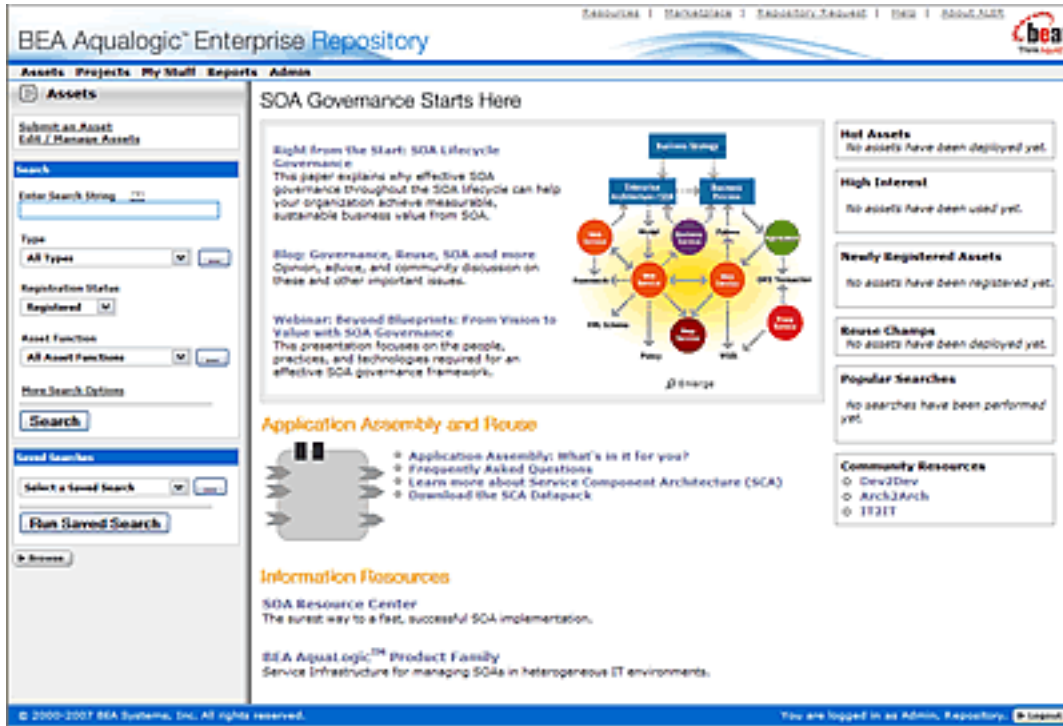 Resources | Marketplace | Repository Request | Help | About ALER
BEA Aqualogic™ Enterprise Repository
bea
Assets Projects My Stuff Reports Admin
Assets
Submit an Asset
Edit / Manage Assets
Search
Enter Search String
Type
All Types
...
Registration Status
Registered
Asset Function
All Asset Functions
...
More Search Options
Search
Saved Searches
Select a Saved Search
...
Run Saved Search
Browse
SOA Governance Starts Here
Right from the Start: SOA Lifecycle
Governance
This paper explains why effective SOA
governance throughout the SOA lifecycle can help
your organization achieve measurable,
sustainable business value from SOA.
Blog: Governance, Reuse, SOA and more
Opinion, advice, and community discussion on
these and other important issues.
Webinar: Beyond Blueprints: From Vision to
Value with SOA Governance
This presentation focuses on the people,
practices, and technologies required for an
effective SOA governance framework.
Business Strategy
Enterprise
Business
Process
Web
Service
Model
Business
Service
XML Schema
Policy
Enlarge
Application Assembly and Reuse
Application Assembly: What's in it for you?
Frequently Asked Questions
Learn more about Service Component Architecture (SCA)
Download the SCA Datapack
Information Resources
SOA Resource Center
The surest way to a fast, successful SOA implementation.
BEA AquaLogic™ Product Family
Service Infrastructure for managing SOAs in heterogeneous IT environments.
Hot Assets
No assets have been deployed yet.
High Interest
No assets have been used yet.
Newly Registered Assets
No assets have been registered yet.
Reuse Champs
No assets have been deployed yet.
Popular Searches
No searches have been performed
yet.
Community Resources
Dev2Dev
Arch2Arch
IT2IT
© 2000-2007 BEA Systems, Inc. All rights reserved.
You are logged in as Admin, Repository.
Logout